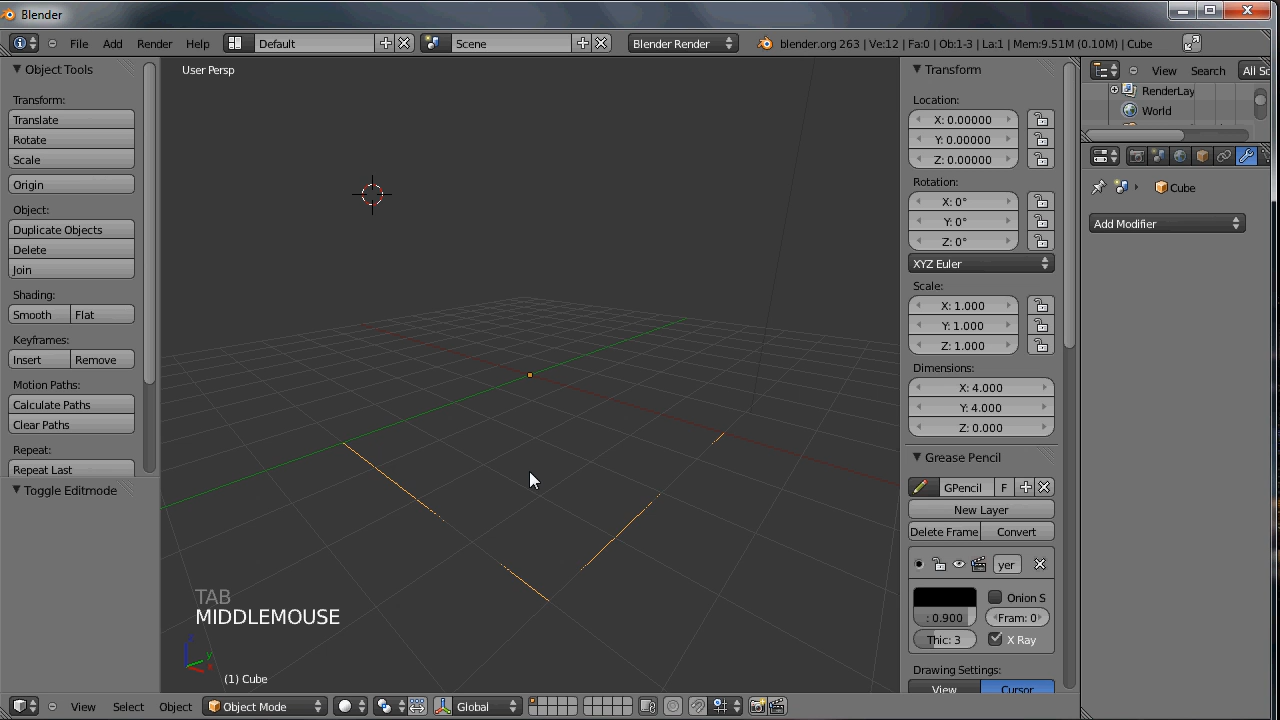 Blender
File Add Render Help Default Scene Blender Render blender.org 263 | Ve:12 | Fa:0 | Ob:1-3 | La:1 | Mem:9.51M (0.10M) | Cube
Object Tools
Transform:
Translate
Rotate
Scale
Origin
Object:
Duplicate Objects
Delete
Join
Shading:
Smooth Flat
Keyframes:
Insert Remove
Motion Paths:
Calculate Paths
Clear Paths
Repeat:
Repeat Last
Toggle Editmode
User Persp
TAB
MIDDLEMOUSE
z
y
x
(1) Cube
View Select Object Object Mode Global
Transform
Location:
X: 0.00000
Y: 0.00000
Z: 0.00000
Rotation:
X: 0°
Y: 0°
Z: 0°
XYZ Euler
Scale:
X: 1.000
Y: 1.000
Z: 1.000
Dimensions:
X: 4.000
Y: 4.000
Z: 0.000
Grease Pencil
GPencil F
New Layer
Delete Frame Convert
yer
Onion S
: 0.900 Fram: 0
Thic: 3 X Ray
Drawing Settings:
View Cursor
View Search All Sc
RenderLay
World
Cube
Add Modifier